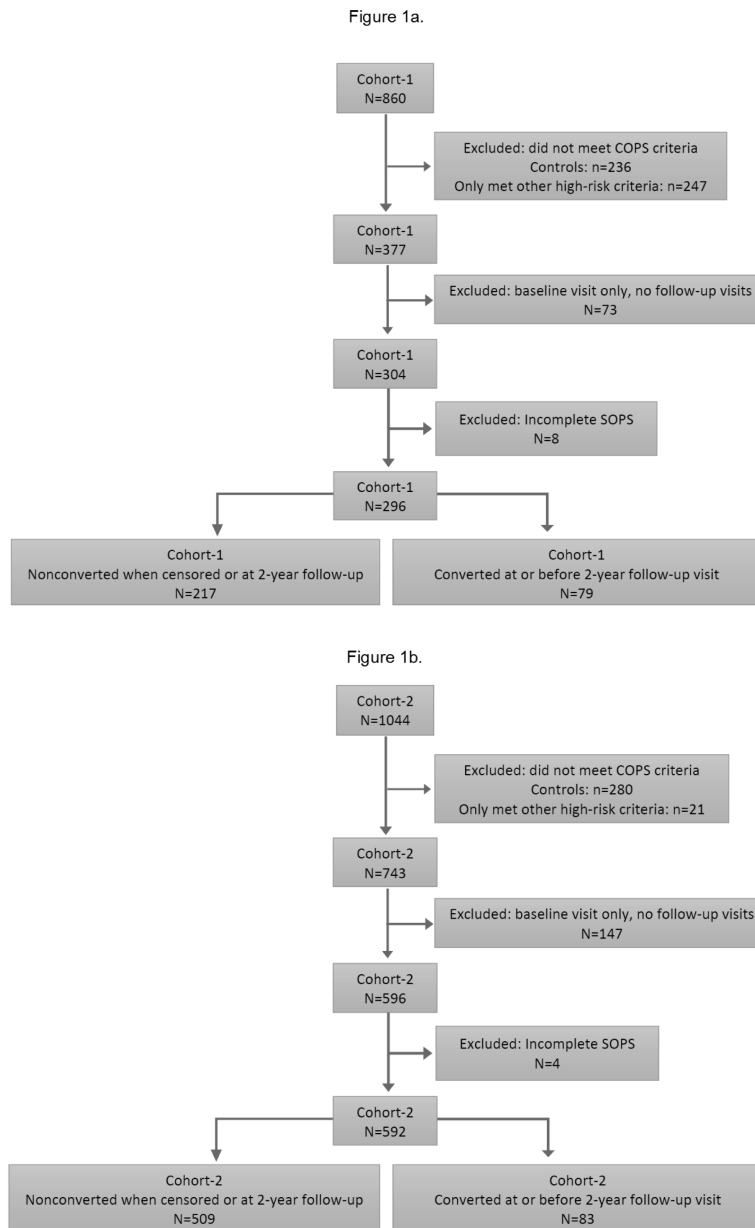 Figure 1a.
Cohort-1
N=860
Excluded: did not meet COPS criteria
Controls: n=236
Only met other high-risk criteria: n=247
Cohort-1
N=377
Excluded: baseline visit only, no follow-up visits
N=73
Cohort-1
N=304
Excluded: Incomplete SOPS
N=8
Cohort-1
N=296
Cohort-1
Nonconverted when censored or at 2-year follow-up
N=217
Cohort-1
Converted at or before 2-year follow-up visit
N=79
Figure 1b.
Cohort-2
N=1044
Excluded: did not meet COPS criteria
Controls: n=280
Only met other high-risk criteria: n=21
Cohort-2
N=743
Excluded: baseline visit only, no follow-up visits
N=147
Cohort-2
N=596
Excluded: Incomplete SOPS
N=4
Cohort-2
N=592
Cohort-2
Nonconverted when censored or at 2-year follow-up
N=509
Cohort-2
Converted at or before 2-year follow-up visit
N=83